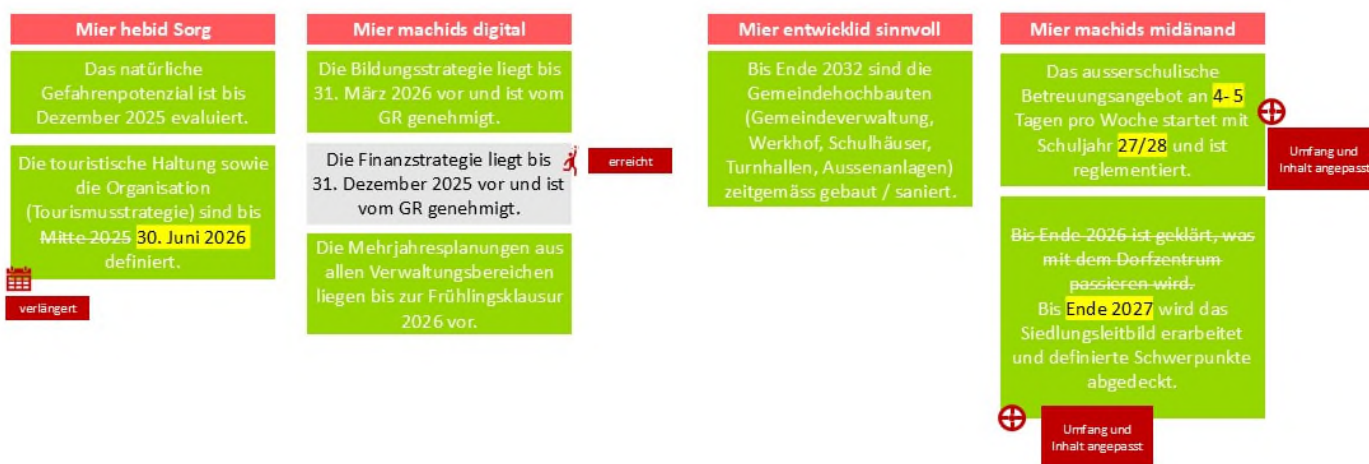 Mier hebid Sorg
Das natürliche
Gefahrenpotenzial ist bis
Dezember 2025 evaluiert.
Die touristische Haltung sowie
die Organisation
(Tourismusstrategie) sind bis
Mitte 2025 30. Juni 2026
definiert.
verlängert
Mier machids digital
Die Bildungsstrategie liegt bis
31. März 2026 vor und ist vom
GR genehmigt.
Die Finanzstrategie liegt bis
31. Dezember 2025 vor und ist
vom GR genehmigt.
erreicht
Die Mehrjahresplanungen aus
allen Verwaltungsbereichen
liegen bis zur Frühlingsklausur
2026 vor.
Mier entwicklid sinnvoll
Bis Ende 2032 sind die
Gemeindehochbauten
(Gemeindeverwaltung,
Werkhof, Schulhäuser,
Turnhallen, Aussenanlagen)
zeitgemäss gebaut / saniert.
Mier machids midänand
Das ausserschulische
Betreuungsangebot an 4- 5
Tagen pro Woche startet mit
Schuljahr 27/28 und ist
reglementiert.
Umfang und
Inhalt angepasst
Bis Ende 2026 ist geklärt, was
mit dem Dorfzentrum
passieren wird.
Bis Ende 2027 wird das
Siedlungsleitbild erarbeitet
und definierte Schwerpunkte
abgedeckt.
Umfang und
Inhalt angepasst